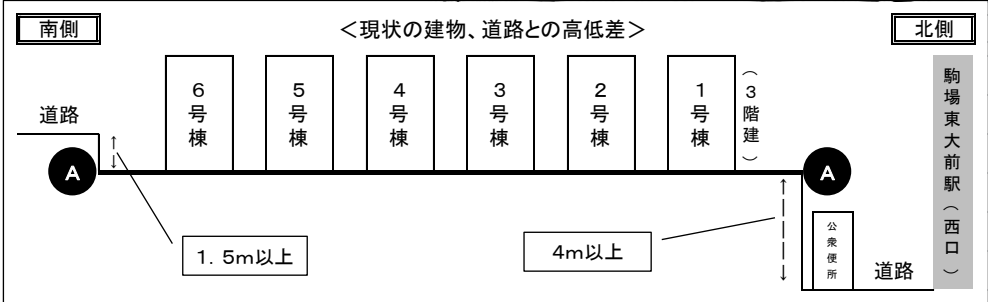 南側
＜現状の建物、道路との高低差＞
北側
道路
6号棟
5号棟
4号棟
3号棟
2号棟
1号棟
（3階建）
駒場東大前駅（西口）
A
A
1．5m以上
4m以上
公衆便所
道路